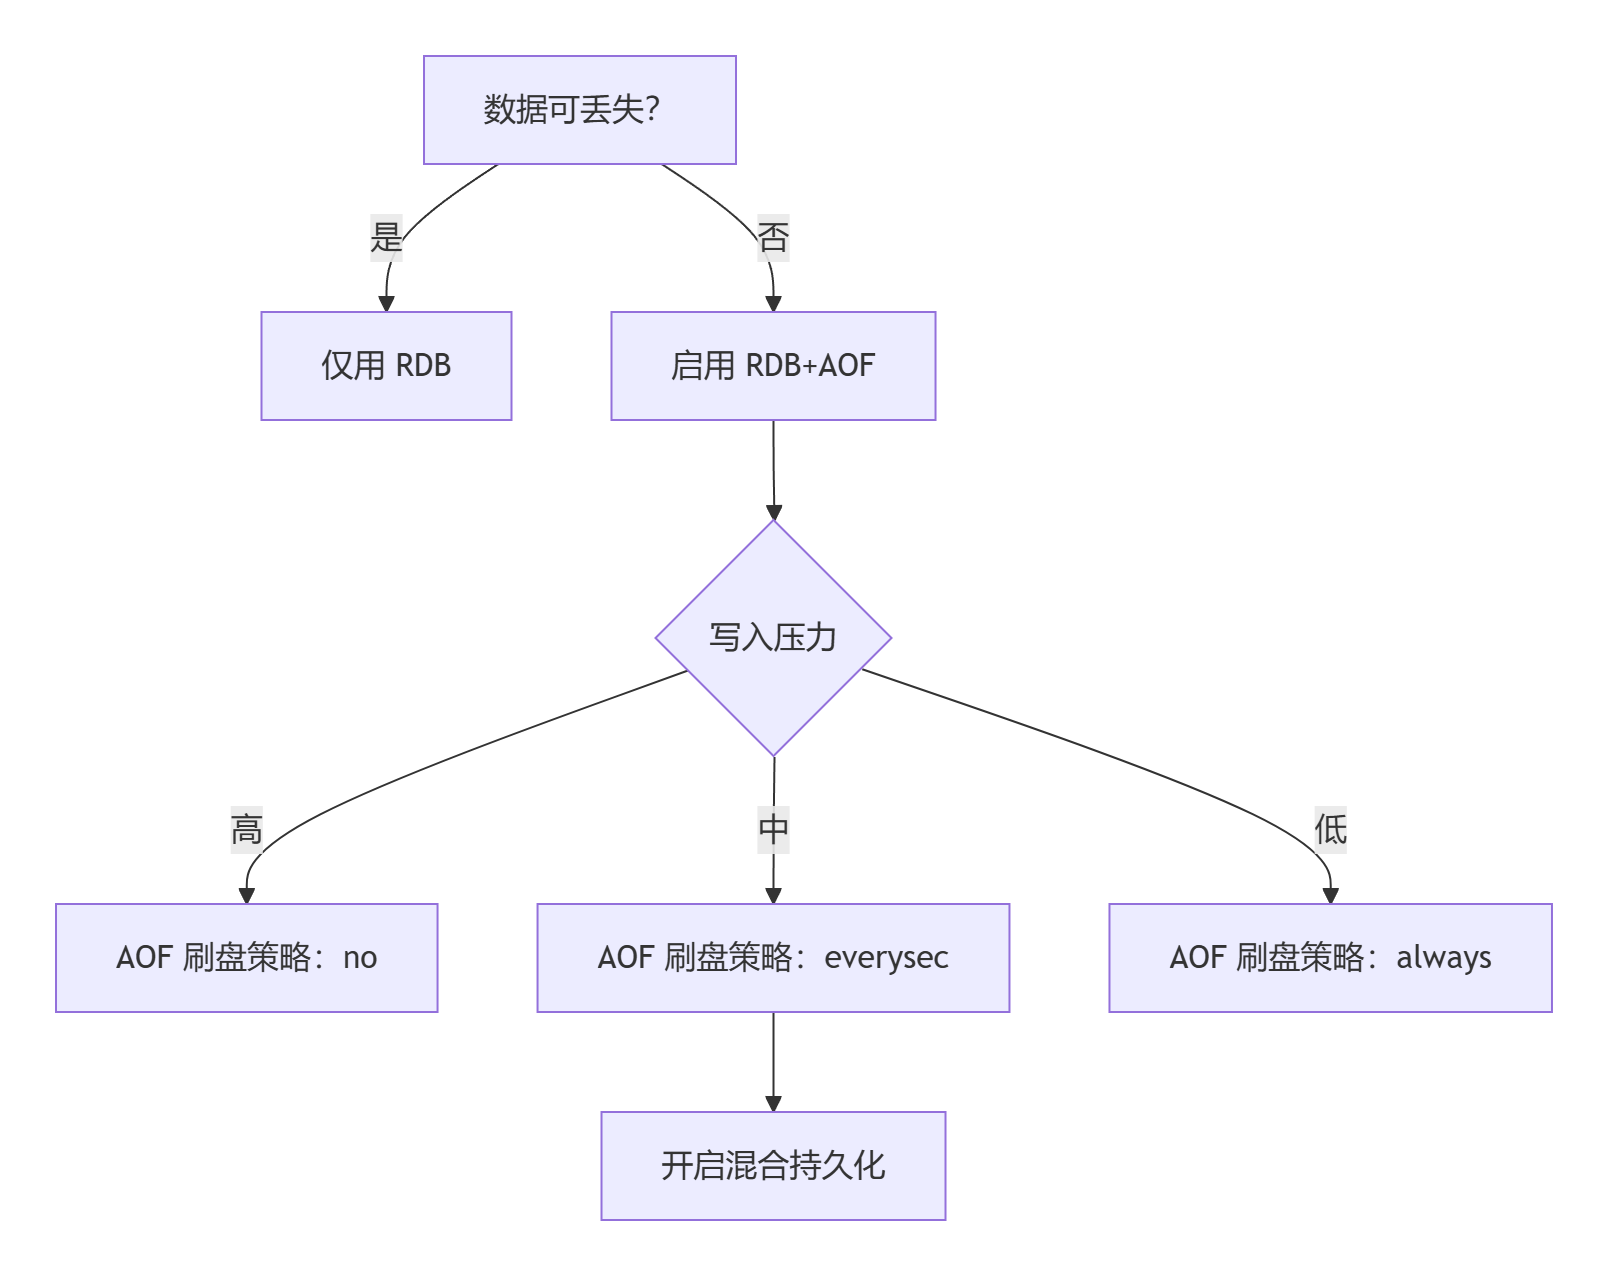 数据可丢失？
是
否
仅用 RDB
启用 RDB+AOF
写入压力
高
中
低
AOF 刷盘策略：no
AOF 刷盘策略：everysec
AOF 刷盘策略：always
开启混合持久化